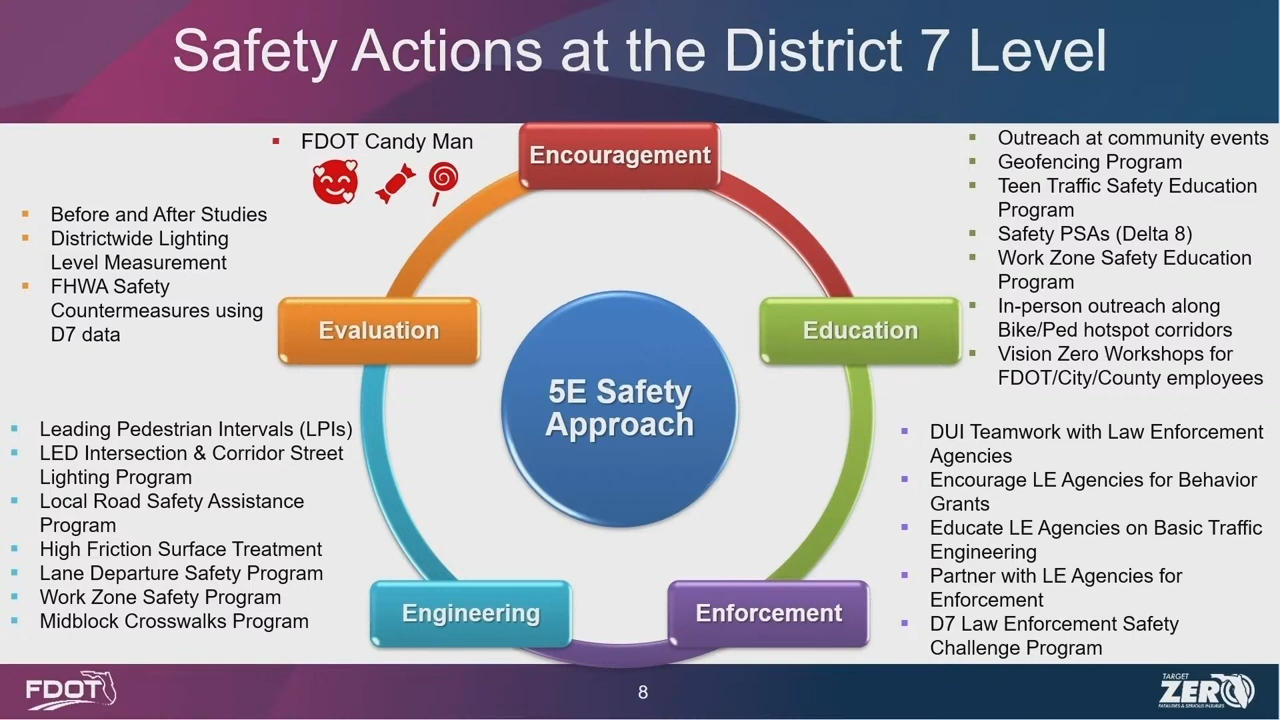 Safety Actions at the District 7 Level
FDOT Candy Man
Encouragement
Before and After Studies
Districtwide Lighting
Level Measurement
FHWA Safety
Countermeasures using
D7 data
Evaluation
Outreach at community events
Geofencing Program
Teen Traffic Safety Education
Program
Safety PSAs (Delta 8)
Work Zone Safety Education
Program
In-person outreach along
Bike/Ped hotspot corridors
Vision Zero Workshops for
FDOT/City/County employees
Education
5E Safety
Approach
Leading Pedestrian Intervals (LPIs)
LED Intersection & Corridor Street
Lighting Program
Local Road Safety Assistance
Program
High Friction Surface Treatment
Lane Departure Safety Program
Work Zone Safety Program
Midblock Crosswalks Program
Engineering
DUI Teamwork with Law Enforcement
Agencies
Encourage LE Agencies for Behavior
Grants
Educate LE Agencies on Basic Traffic
Engineering
Partner with LE Agencies for
Enforcement
D7 Law Enforcement Safety
Challenge Program
Enforcement
FDOT
8
TARGET
ZERO
FATALITIES & SERIOUS INJURIES